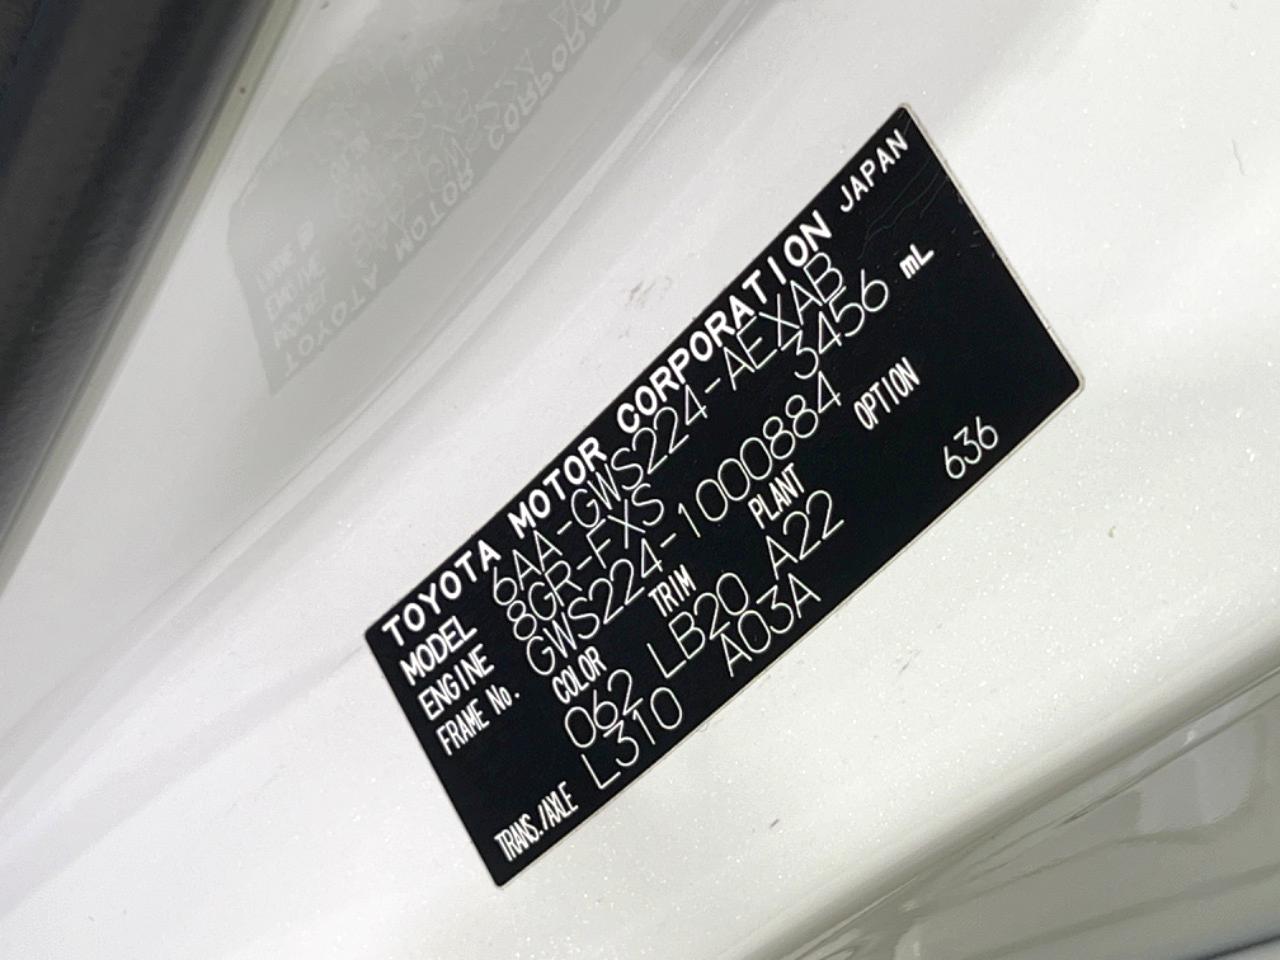 TOYOTA MOTOR CORPORATION JAPAN
MODEL 6AA-GWS224-AEXAB
ENGINE 8GR-FXS 3456 mL
FRAME No. GWS224-1000884
COLOR TRIM PLANT OPTION
062 LB20 A22
TRANS./AXLE L310 A03A 636